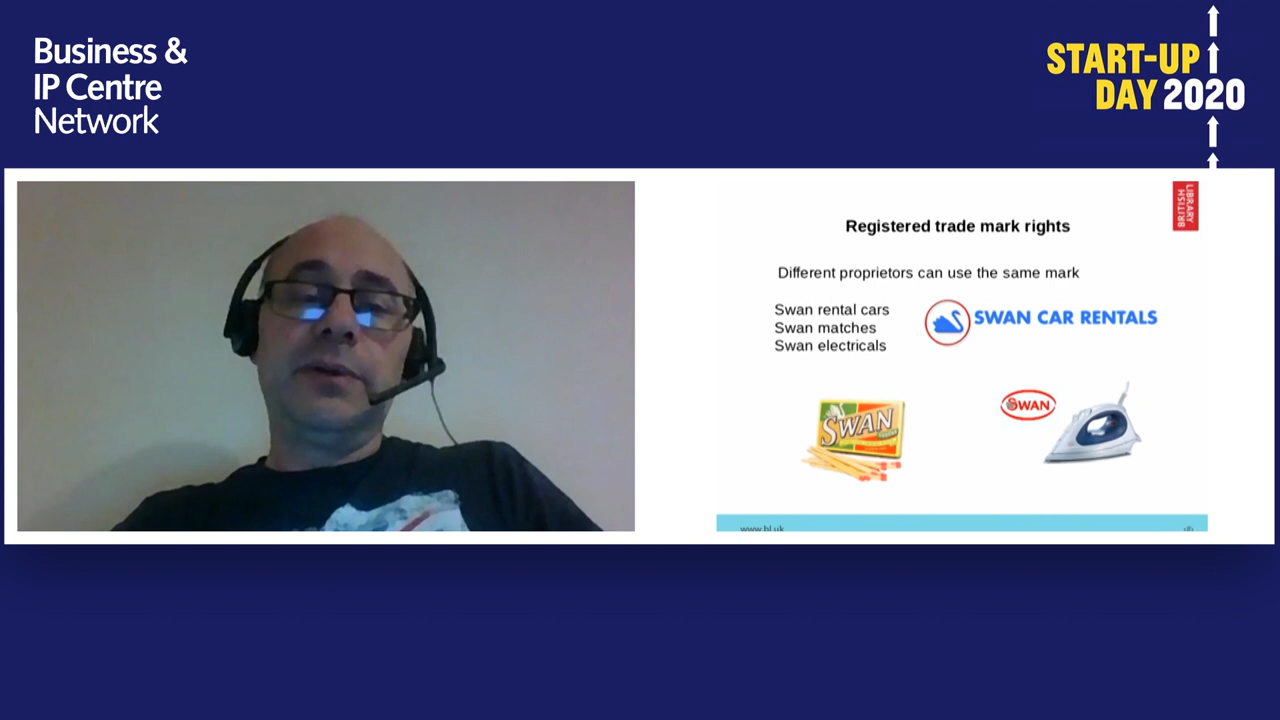 Business &
IP Centre
Network
START-UP
DAY 2020
BRITISH
LIBRARY
Registered trade mark rights
Different proprietors can use the same mark
Swan rental cars
Swan matches
Swan electricals
SWAN CAR RENTALS
SWAN
SWAN
www.bl.uk